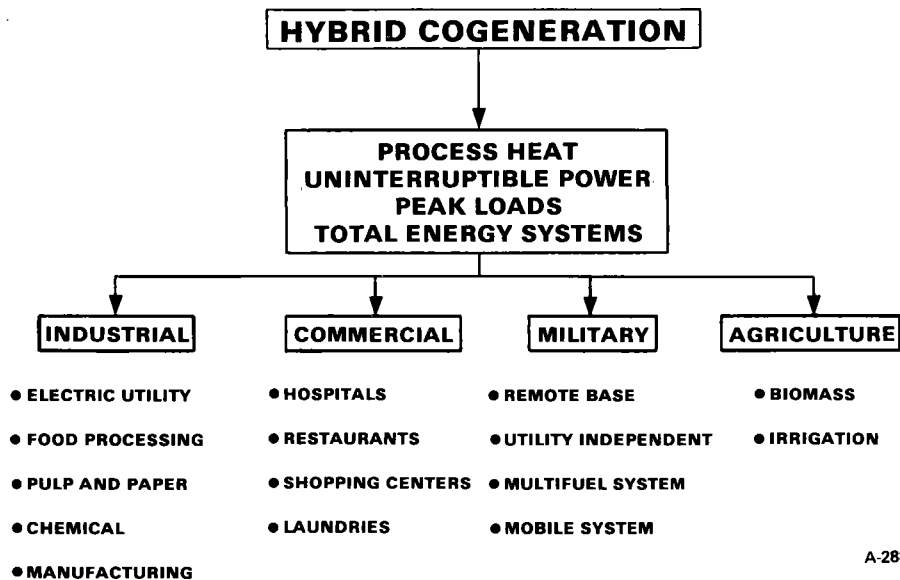 HYBRID COGENERATION
PROCESS HEAT
UNINTERRUPTIBLE POWER
PEAK LOADS
TOTAL ENERGY SYSTEMS
INDUSTRIAL
● ELECTRIC UTILITY
● FOOD PROCESSING
● PULP AND PAPER
● CHEMICAL
● MANUFACTURING
COMMERCIAL
● HOSPITALS
● RESTAURANTS
● SHOPPING CENTERS
● LAUNDRIES
MILITARY
● REMOTE BASE
● UTILITY INDEPENDENT
● MULTIFUEL SYSTEM
● MOBILE SYSTEM
AGRICULTURE
● BIOMASS
● IRRIGATION
A-28